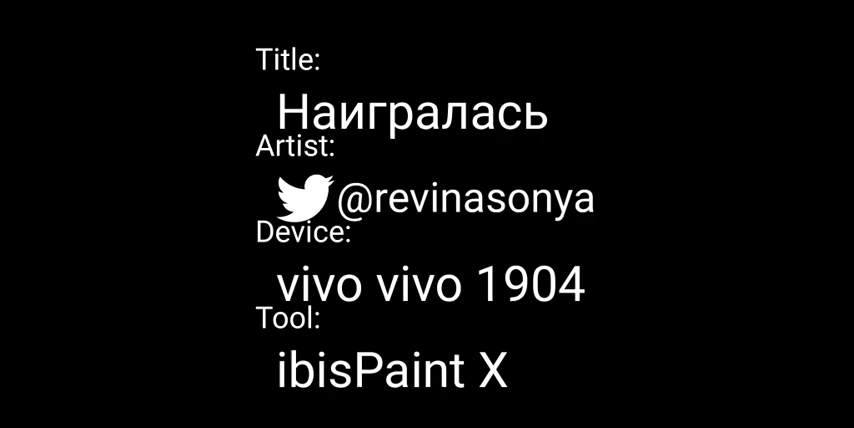 Title:
Наигралась
Artist:
@revinasonya
Device:
vivo vivo 1904
Tool:
ibisPaint X